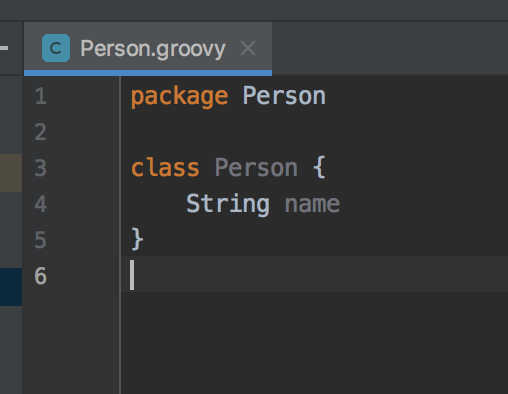 C Person.groovy
1 package Person
2
3 class Person {
4     String name
5 }
6